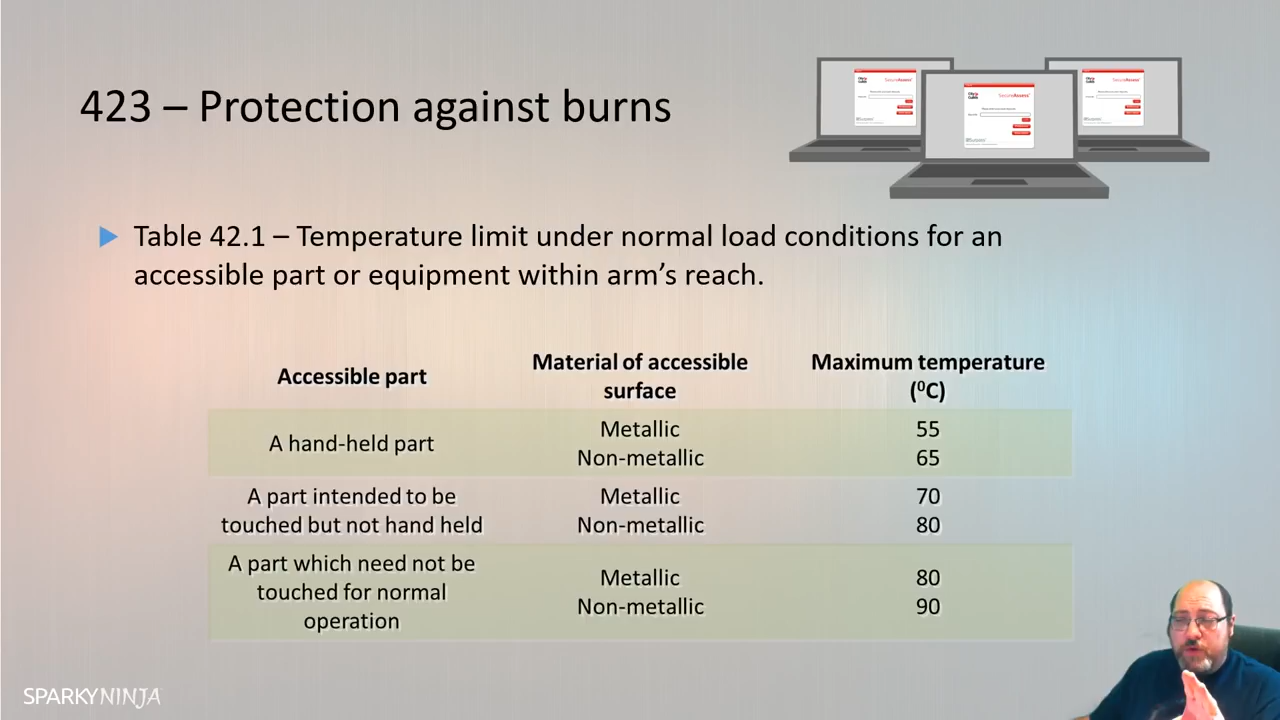 423 – Protection against burns
SecureAssess
SecureAssess
SecureAssess
Table 42.1 – Temperature limit under normal load conditions for an
accessible part or equipment within arm’s reach.
Accessible part
Material of accessible
surface
Maximum temperature
(⁰C)
A hand-held part
Metallic
55
Non-metallic
65
A part intended to be
touched but not hand held
Metallic
70
Non-metallic
80
A part which need not be
touched for normal
operation
Metallic
80
Non-metallic
90
SPARKYNINJA